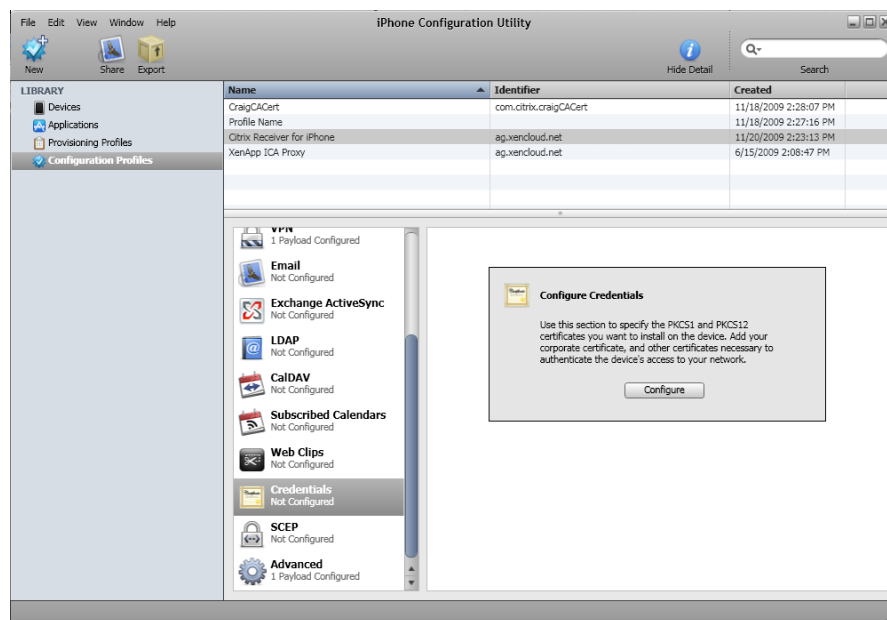 File Edit View Window Help
iPhone Configuration Utility
New
Share
Export
Hide Detail
Search
LIBRARY
Devices
Applications
Provisioning Profiles
Configuration Profiles
Name Identifier Created
CraigCACert com.citrix.craigCACert 11/18/2009 2:28:07 PM
Profile Name 11/18/2009 2:27:16 PM
Citrix Receiver for iPhone ag.xencloud.net 11/20/2009 2:23:13 PM
XenApp ICA Proxy ag.xencloud.net 6/15/2009 2:08:47 PM
VPN
1 Payload Configured
Email
Not Configured
Exchange ActiveSync
Not Configured
LDAP
Not Configured
CalDAV
Not Configured
Subscribed Calendars
Not Configured
Web Clips
Not Configured
Credentials
Not Configured
SCEP
Not Configured
Advanced
1 Payload Configured
Configure Credentials
Use this section to specify the PKCS1 and PKCS12
certificates you want to install on the device. Add your
corporate certificate, and other certificates necessary to
authenticate the device's access to your network.
Configure